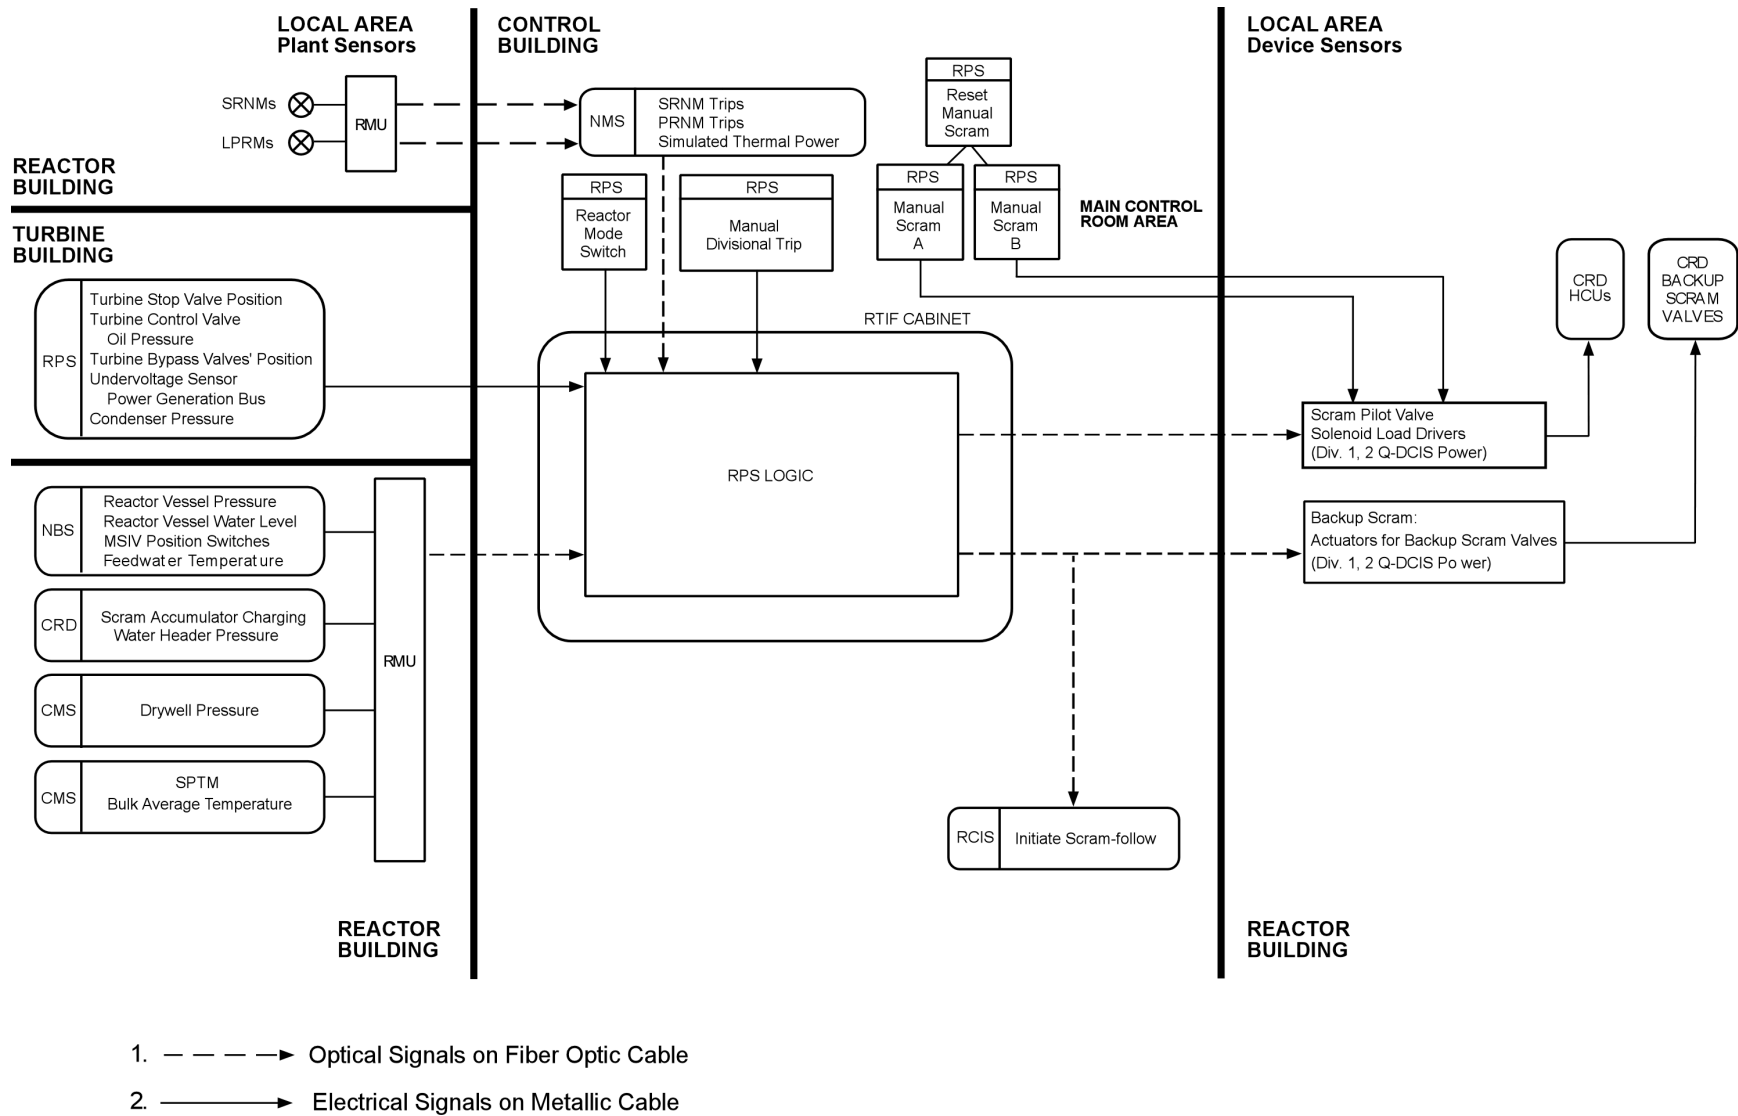 LOCAL AREA
Plant Sensors
CONTROL
BUILDING
LOCAL AREA
Device Sensors
SRNMs
LPRMs
RMU
NMS
SRNM Trips
PRNM Trips
Simulated Thermal Power
RPS
Reset
Manual
Scram
REACTOR
BUILDING
RPS
Reactor
Mode
Switch
RPS
Manual
Divisional Trip
RPS
Manual
Scram
A
RPS
Manual
Scram
B
MAIN CONTROL
ROOM AREA
TURBINE
BUILDING
RPS
Turbine Stop Valve Position
Turbine Control Valve
Oil Pressure
Turbine Bypass Valves' Position
Undervoltage Sensor
Power Generation Bus
Condenser Pressure
RTIF CABINET
RPS LOGIC
CRD
HCUs
CRD
BACKUP
SCRAM
VALVES
Scram Pilot Valve
Solenoid Load Drivers
(Div. 1, 2 Q-DCIS Power)
Backup Scram:
Actuators for Backup Scram Valves
(Div. 1, 2 Q-DCIS Power)
NBS
Reactor Vessel Pressure
Reactor Vessel Water Level
MSIV Position Switches
Feedwater Temperature
CRD
Scram Accumulator Charging
Water Header Pressure
CMS
Drywell Pressure
CMS
SPTM
Bulk Average Temperature
RMU
RCIS
Initiate Scram-follow
REACTOR
BUILDING
REACTOR
BUILDING
1. Optical Signals on Fiber Optic Cable
2. Electrical Signals on Metallic Cable